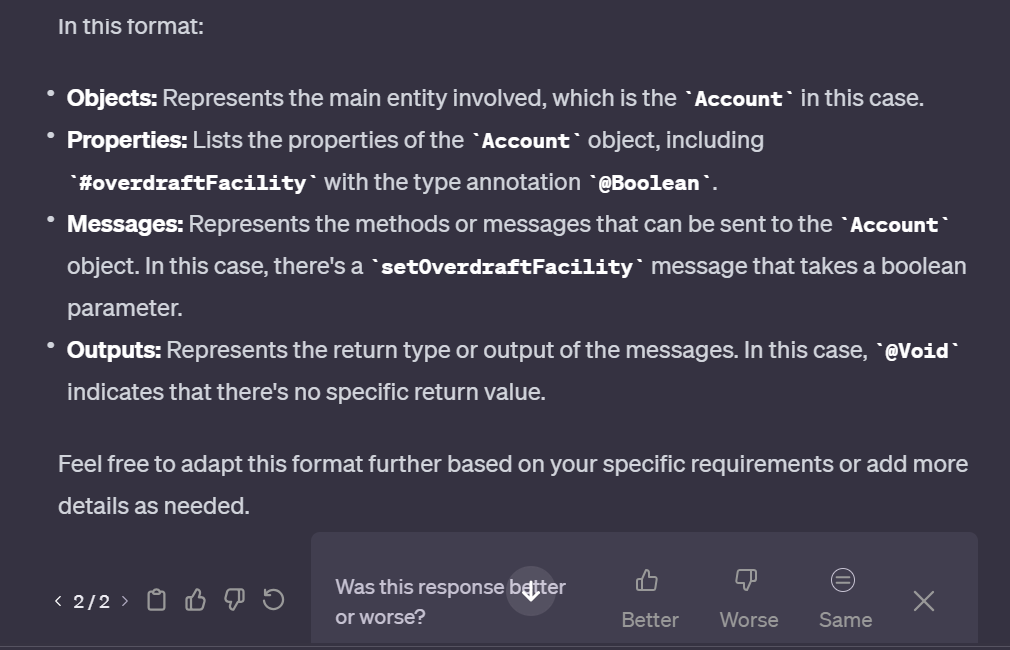 In this format:
• Objects: Represents the main entity involved, which is the `Account` in this case.
• Properties: Lists the properties of the `Account` object, including
`#overdraftFacility` with the type annotation `@Boolean`.
• Messages: Represents the methods or messages that can be sent to the `Account`
object. In this case, there's a `setOverdraftFacility` message that takes a boolean
parameter.
• Outputs: Represents the return type or output of the messages. In this case, `@Void`
indicates that there's no specific return value.
Feel free to adapt this format further based on your specific requirements or add more
details as needed.
< 2/2 >
Was this response better
or worse?
Better
Worse
Same